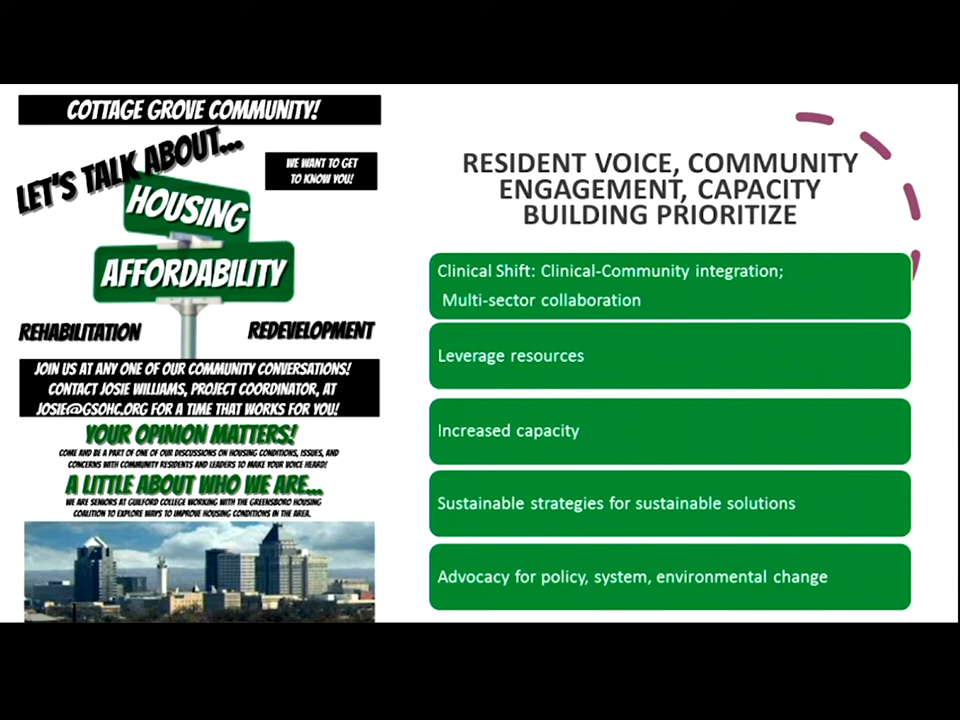 COTTAGE GROVE COMMUNITY!
LET'S TALK ABOUT...
WE WANT TO GET
TO KNOW YOU!
HOUSING
AFFORDABILITY
REHABILITATION
REDEVELOPMENT
JOIN US AT ANY ONE OF OUR COMMUNITY CONVERSATIONS!
CONTACT JOSIE WILLIAMS, PROJECT COORDINATOR, AT
JOSIE@GSOHC.ORG FOR A TIME THAT WORKS FOR YOU!
YOUR OPINION MATTERS!
COME AND BE A PART OF ONE OF OUR DISCUSSIONS ON HOUSING CONDITIONS, ISSUES, AND
CONCERNS WITH COMMUNITY RESIDENTS AND LEADERS TO MAKE YOUR VOICE HEARD!
A LITTLE ABOUT WHO WE ARE...
WE ARE SENIORS AT GUILFORD COLLEGE WORKING WITH THE GREENSBORO HOUSING
COALITION TO EXPLORE WAYS TO IMPROVE HOUSING CONDITIONS IN THE AREA.
RESIDENT VOICE, COMMUNITY
ENGAGEMENT, CAPACITY
BUILDING PRIORITIZE
Clinical Shift: Clinical-Community integration;
Multi-sector collaboration
Leverage resources
Increased capacity
Sustainable strategies for sustainable solutions
Advocacy for policy, system, environmental change